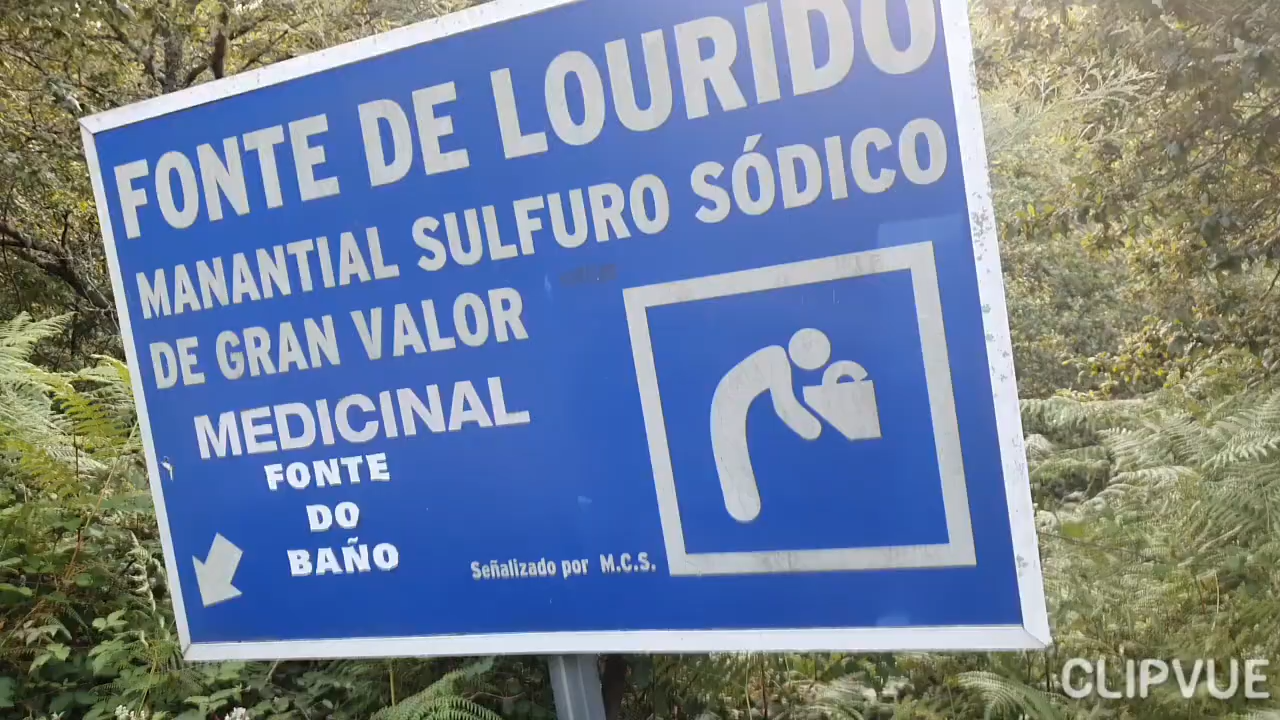 FONTE DE LOURIDO
MANANTIAL SULFURO SÓDICO
DE GRAN VALOR
MEDICINAL
FONTE
DO
BAÑO
Señalizado por M.C.S.
CLIPVUE